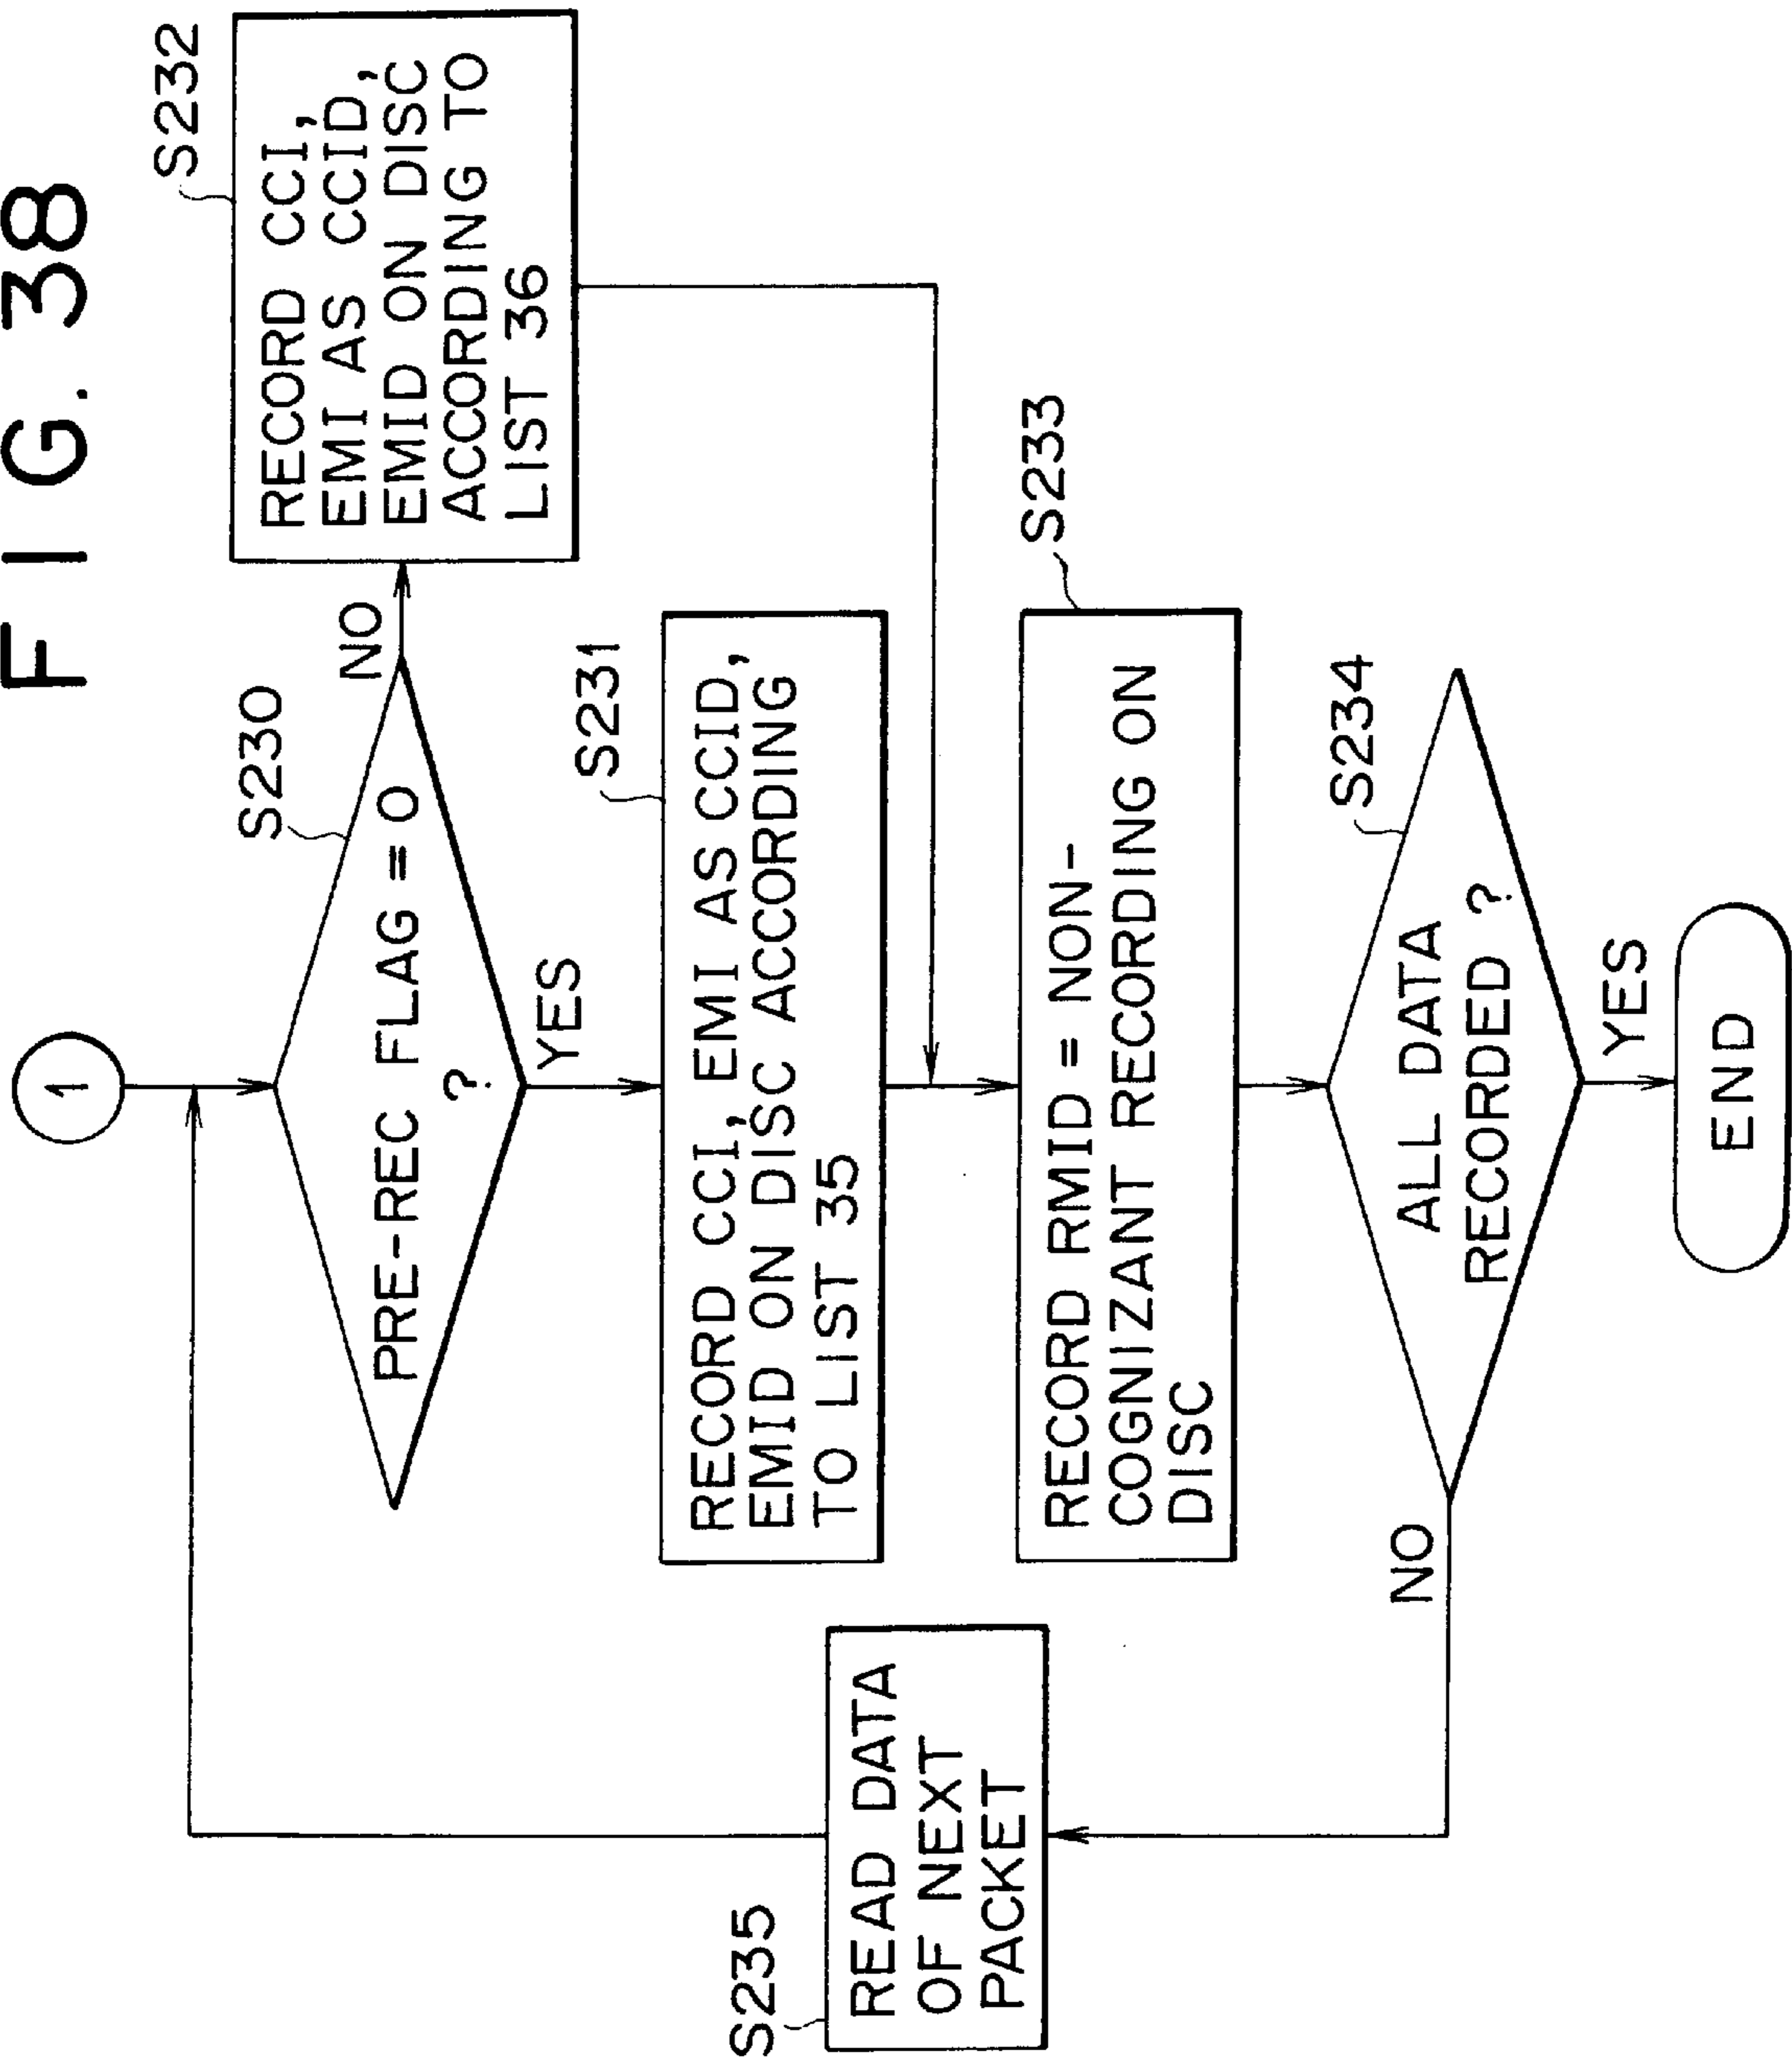 FIG. 38
1
S230
PRE-REC FLAG = 0
?
NO
YES
S232
RECORD CCI,
EMI AS CCID,
EMID ON DISC
ACCORDING TO
LIST 36
S231
RECORD CCI, EMI AS CCID,
EMID ON DISC ACCORDING
TO LIST 35
S233
RECORD RMID = NON-
COGNIZANT RECORDING ON
DISC
S234
ALL DATA
RECORDED ?
NO
YES
S235
READ DATA
OF NEXT
PACKET
END